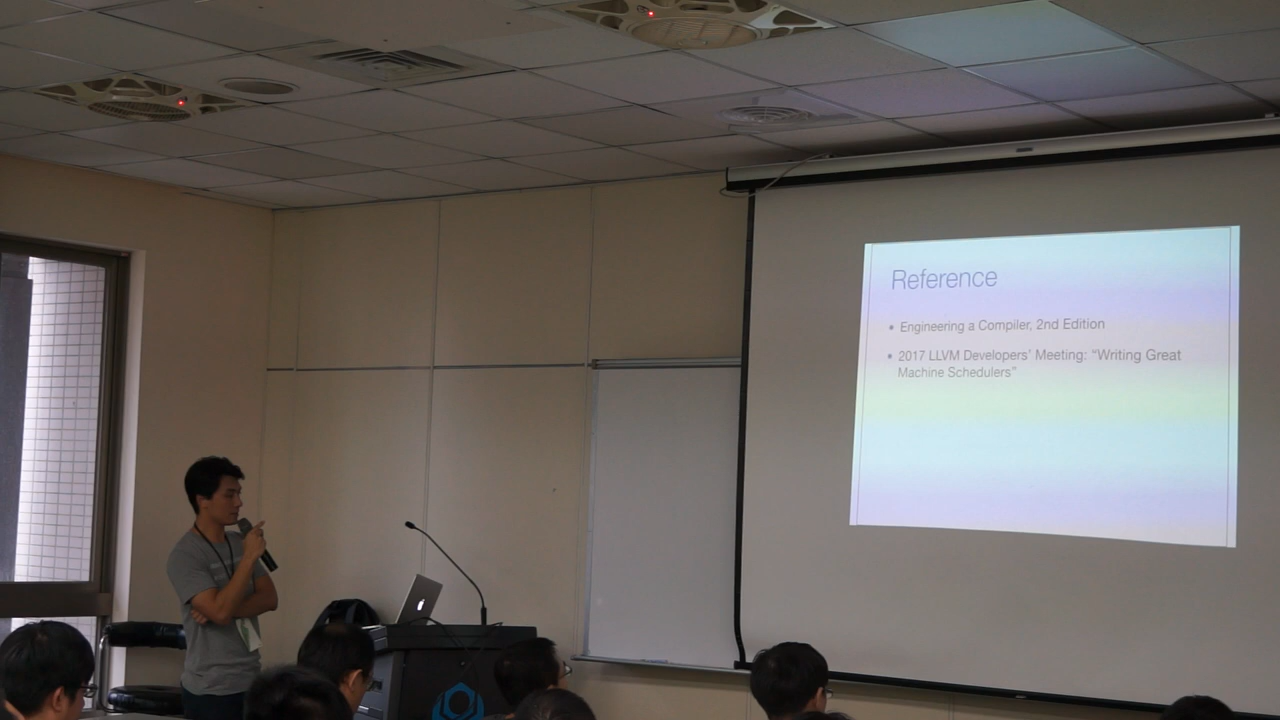 Reference
• Engineering a Compiler, 2nd Edition
• 2017 LLVM Developers' Meeting: "Writing Great
Machine Schedulers"